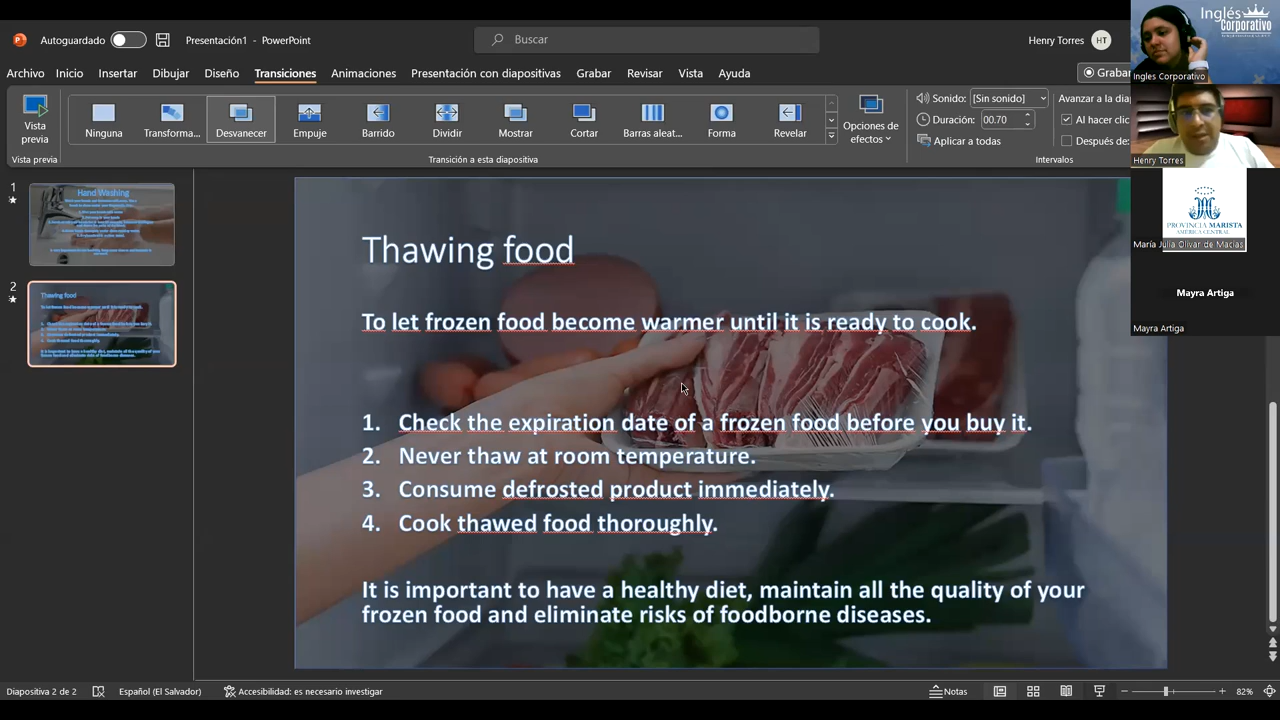 Autoguardado
Presentación1 - PowerPoint
Buscar
Henry Torres
HT
Archivo
Inicio
Insertar
Dibujar
Diseño
Transiciones
Animaciones
Presentación con diapositivas
Grabar
Revisar
Vista
Ayuda
Grabar
Vista previa
Ninguna
Transforma...
Desvanecer
Empuje
Barrido
Dividir
Mostrar
Cortar
Barras aleat...
Forma
Revelar
Opciones de efectos
Sonido: [Sin sonido]
Duración: 00.70
Aplicar a todas
Avanzar a la dia
Al hacer clic
Después de:
Vista previa
Transición a esta diapositiva
Intervalos
1
Hand Washing
2
Thawing food
Thawing food
To let frozen food become warmer until it is ready to cook.
1. Check the expiration date of a frozen food before you buy it.
2. Never thaw at room temperature.
3. Consume defrosted product immediately.
4. Cook thawed food thoroughly.
It is important to have a healthy diet, maintain all the quality of your
frozen food and eliminate risks of foodborne diseases.
Inglés
Corporativo
Ingles Corporativo
Henry Torres
PROVINCIA MARISTA
AMÉRICA CENTRAL
María Julia Olivar de Macías
Mayra Artiga
Mayra Artiga
Diapositiva 2 de 2
Español (El Salvador)
Accesibilidad: es necesario investigar
Notas
82%